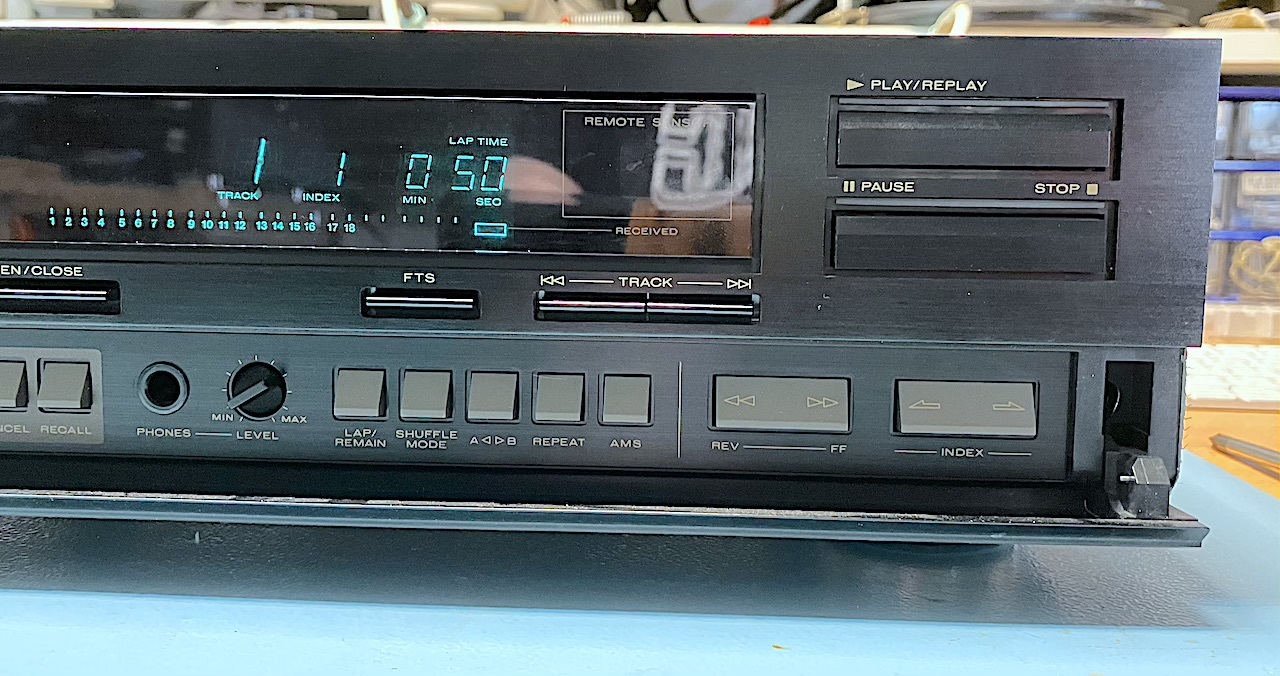 ▶ PLAY/REPLAY
REMOTE SENS
LAP TIME
1 1 0 50
TRACK INDEX MIN SEC
⏸ PAUSE STOP ■
1 2 3 4 5 6 7 8 9 10 11 12 13 14 15 16 17 18
RECEIVED
EN/CLOSE
FTS
⏮ TRACK ⏭
NCEL RECALL
MIN MAX
PHONES LEVEL
LAP/
REMAIN
SHUFFLE
MODE
A◁▷B
REPEAT
AMS
◁◁ ▷▷
REV FF
INDEX